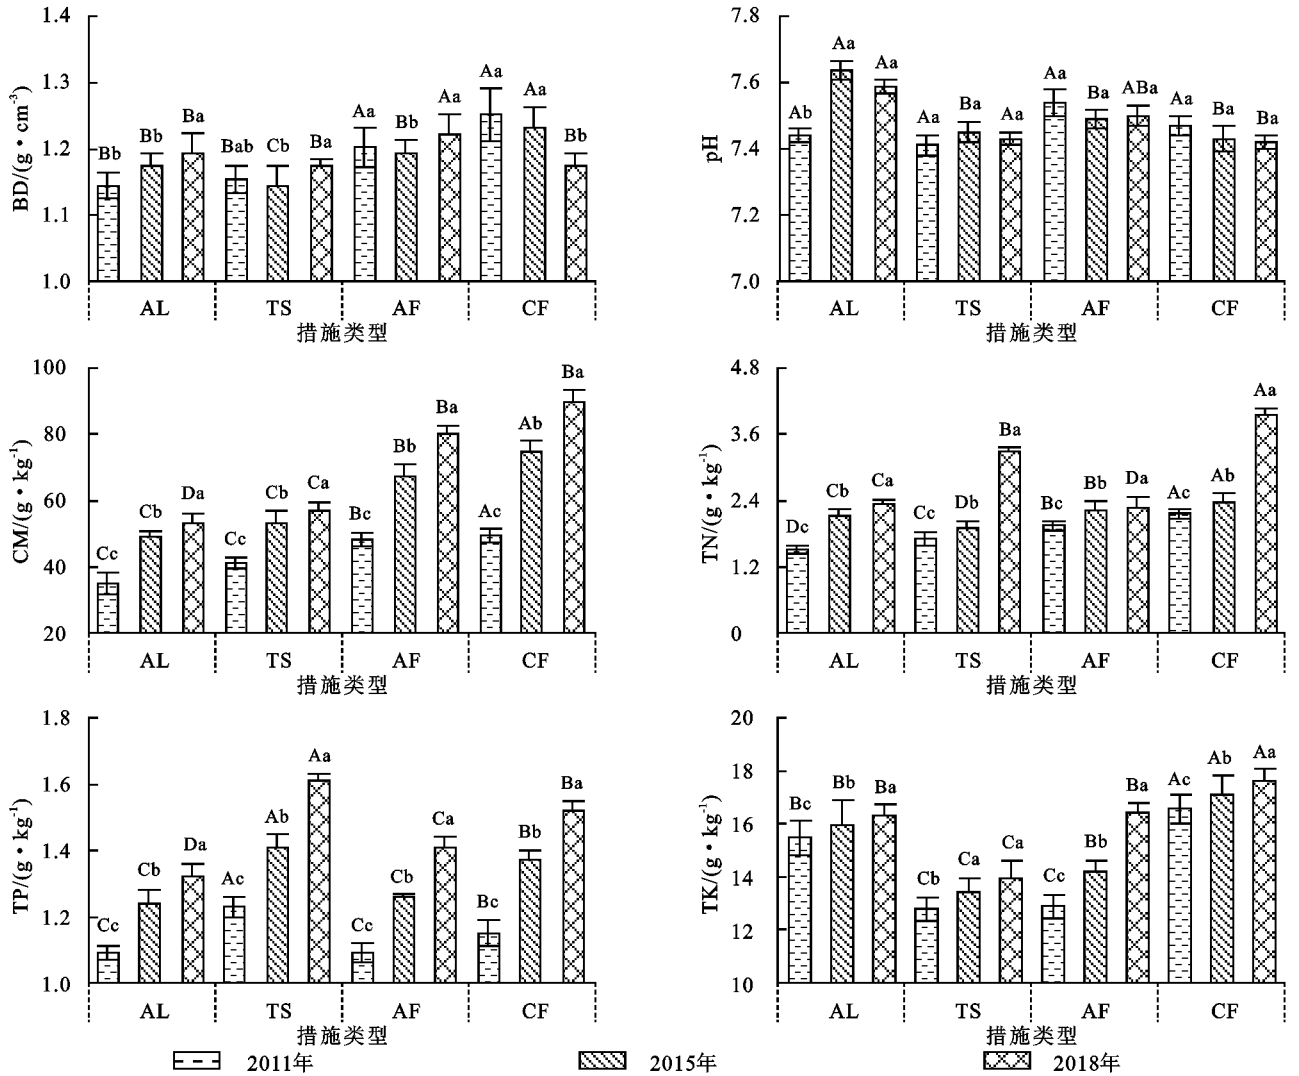 1.4
1.3
1.2
1.1
1.0
BD/(g·cm⁻³)
Bb Bb Ba Bab Cb Ba Aa Bb Aa Aa Aa Bb
AL TS AF CF
措施类型
7.8
7.6
7.4
7.2
7.0
pH
Ab Aa Aa Aa Ba Aa Aa Ba ABa Aa Ba Ba
AL TS AF CF
措施类型
100
80
60
40
20
CM/(g·kg⁻¹)
Cc Cb Da Cc Cb Ca Bc Bb Ba Ac Ab Ba
AL TS AF CF
措施类型
4.8
3.6
2.4
1.2
0
TN/(g·kg⁻¹)
Dc Cb Ca Cc Db Ba Bc Bb Da Ac Ab Aa
AL TS AF CF
措施类型
1.8
1.6
1.4
1.2
1.0
TP/(g·kg⁻¹)
Cc Cb Da Ac Ab Aa Cc Cb Ca Bc Bb Ba
AL TS AF CF
措施类型
20
18
16
14
12
10
TK/(g·kg⁻¹)
Bc Bb Ba Cb Ca Ca Cc Bb Ba Ac Ab Aa
AL TS AF CF
措施类型
2011年 2015年 2018年